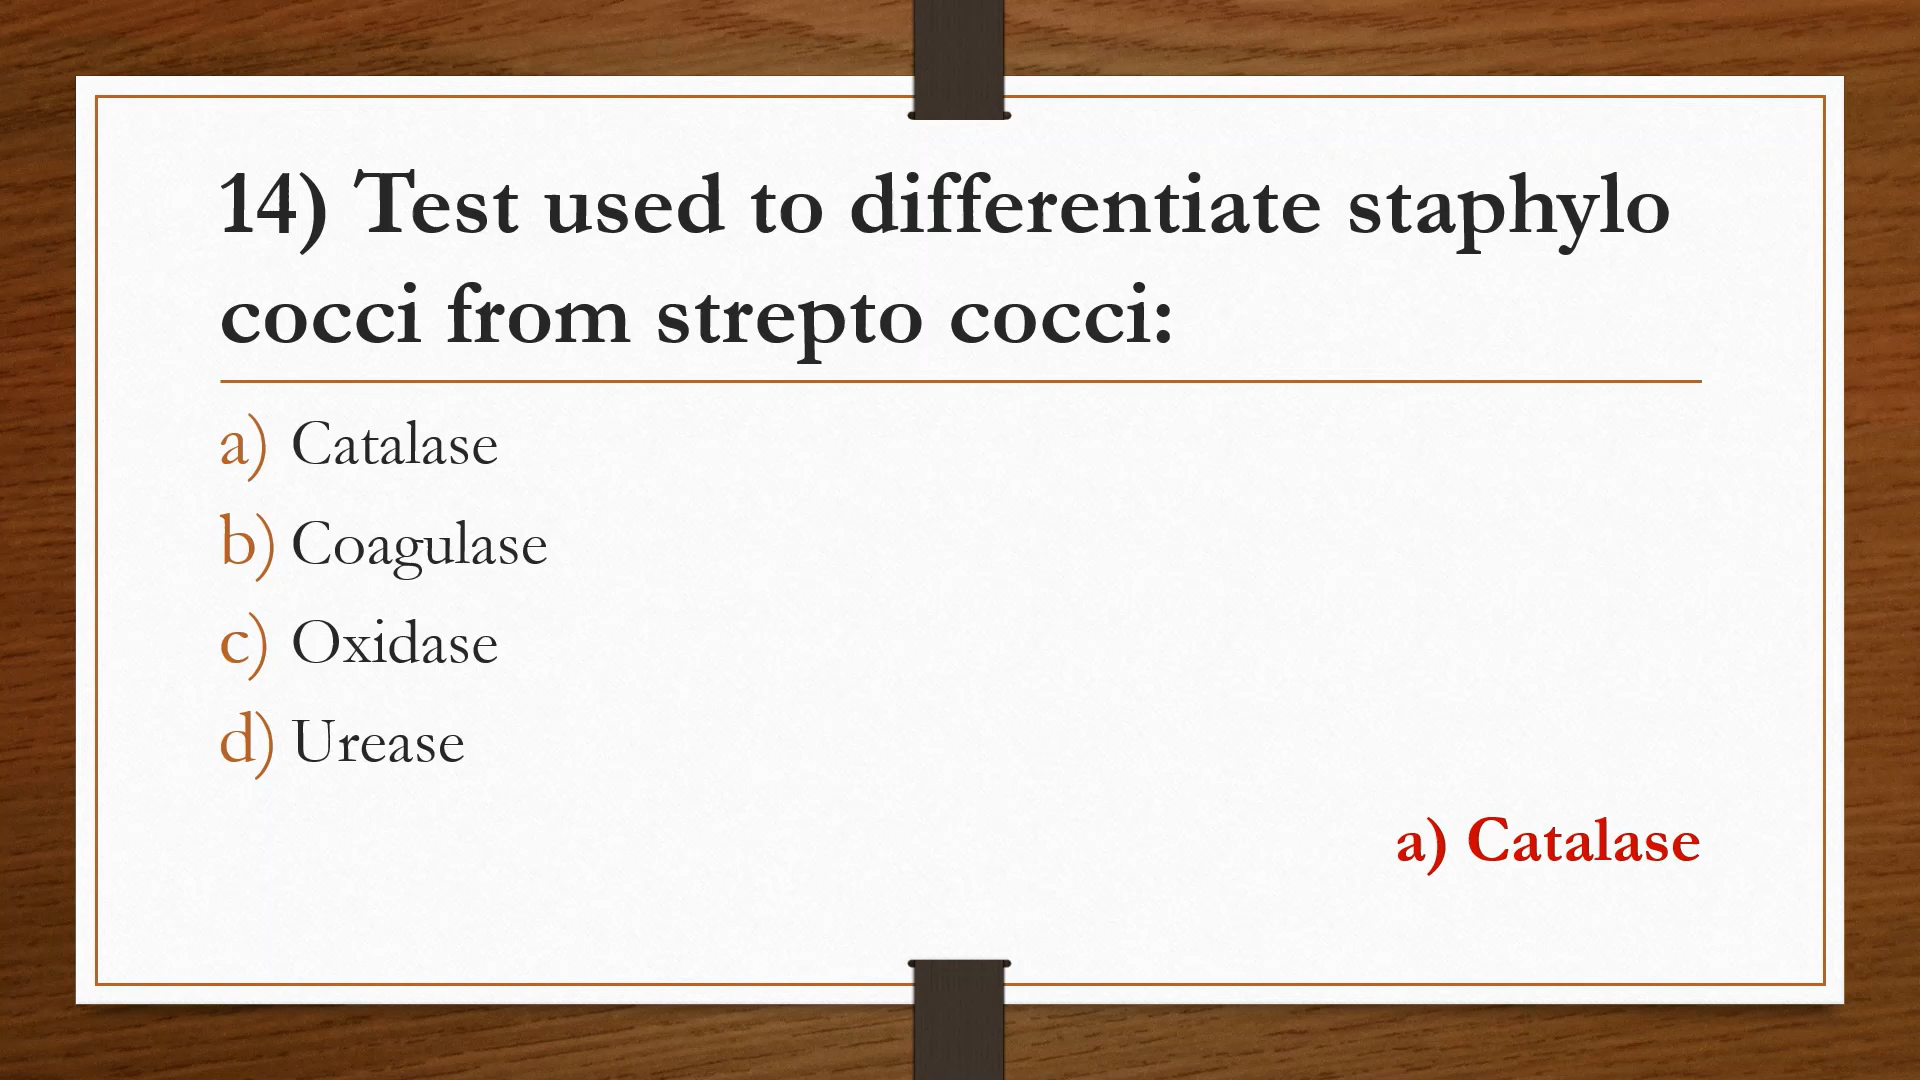 14) Test used to differentiate staphylo
cocci from strepto cocci:
a) Catalase
b) Coagulase
c) Oxidase
d) Urease
a) Catalase